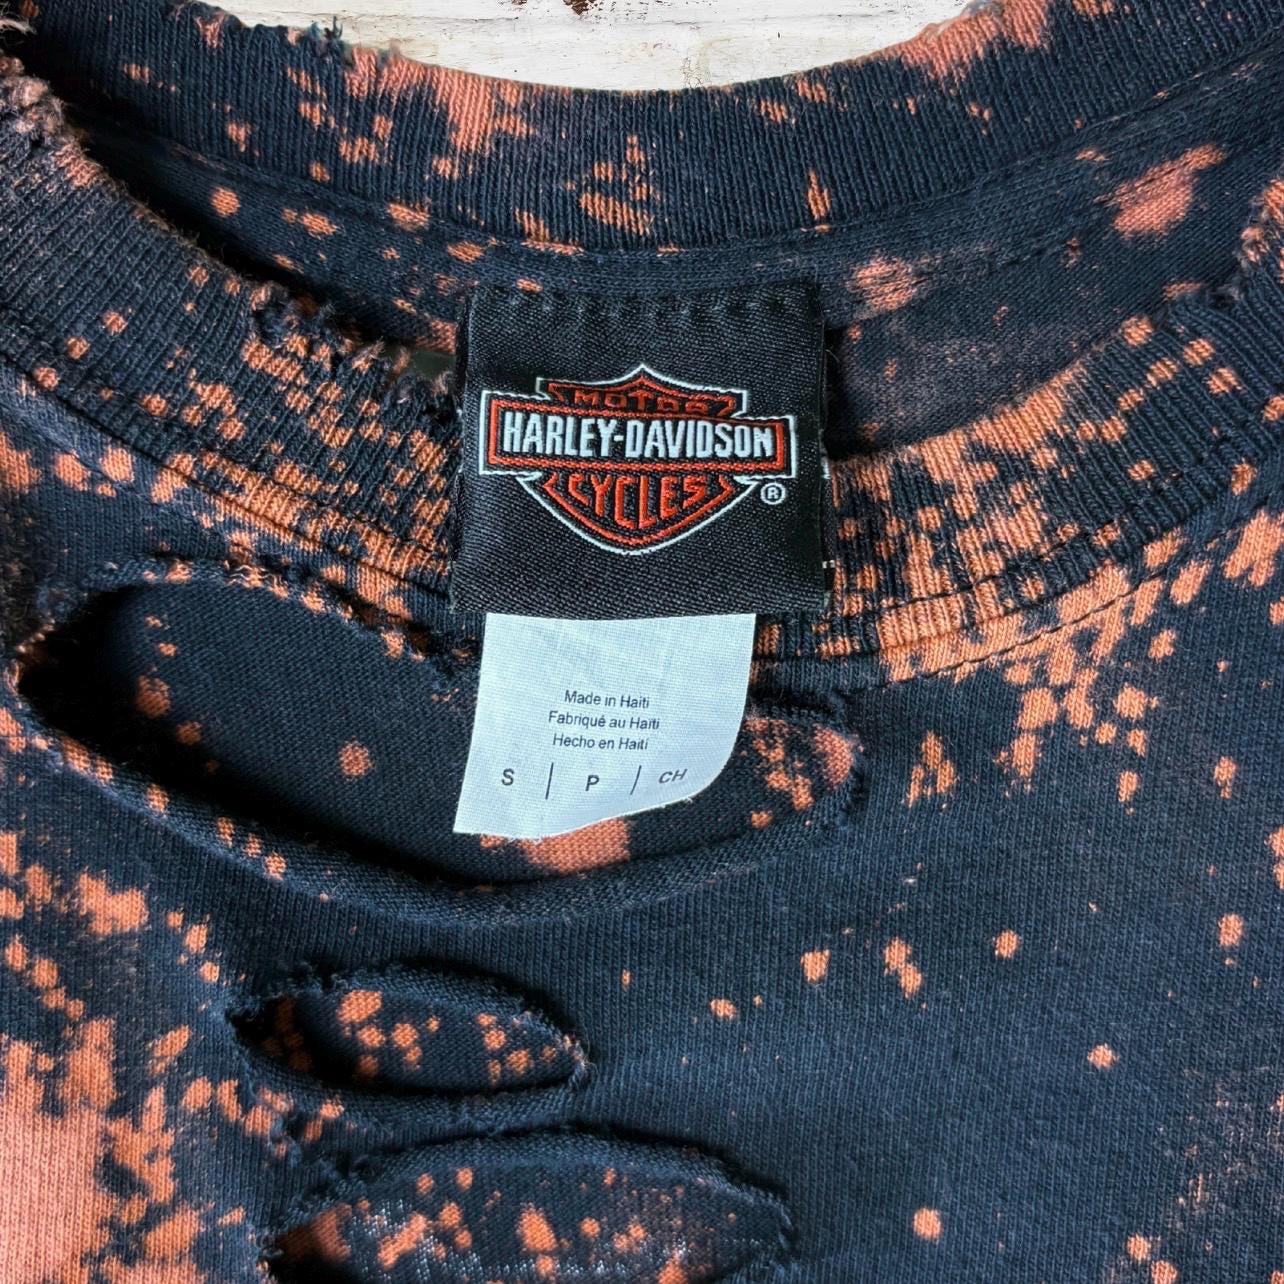 MOTOR
HARLEY-DAVIDSON
CYCLES
®
Made in Haiti
Fabriqué au Haïti
Hecho en Haití
S | P | CH